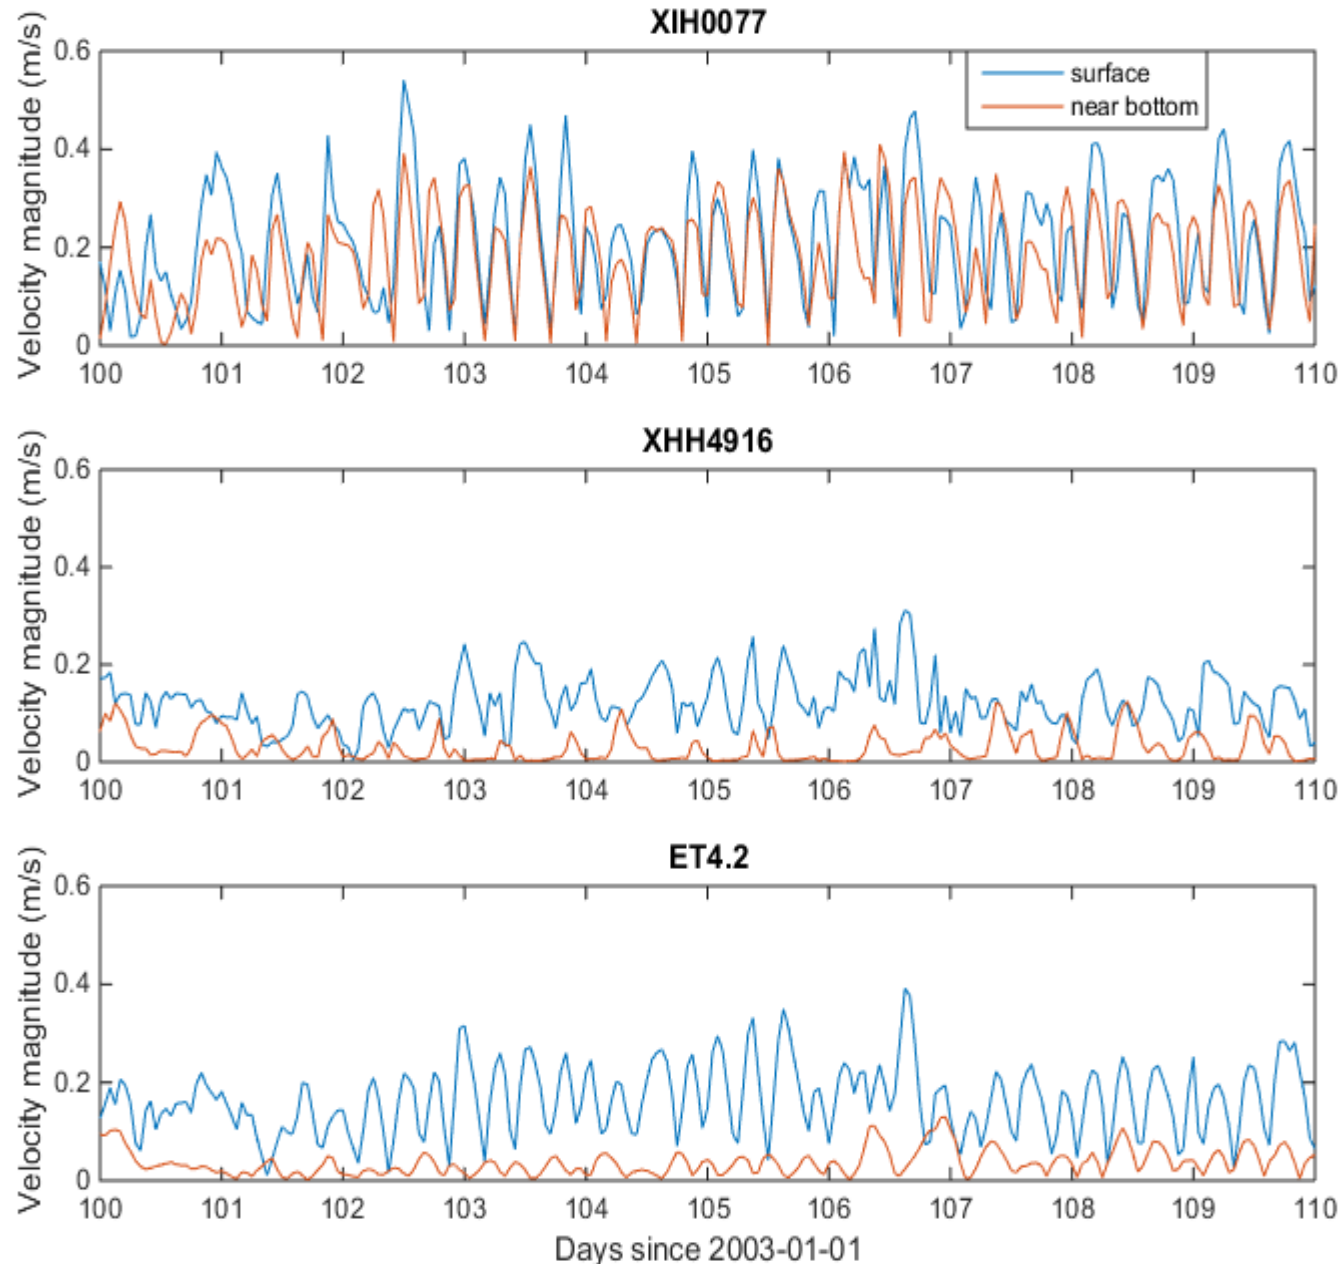 XIH0077
Velocity magnitude (m/s)
0.6
0.4
0.2
0
surface
near bottom
100 101 102 103 104 105 106 107 108 109 110
XHH4916
Velocity magnitude (m/s)
0.6
0.4
0.2
0
100 101 102 103 104 105 106 107 108 109 110
ET4.2
Velocity magnitude (m/s)
0.6
0.4
0.2
0
100 101 102 103 104 105 106 107 108 109 110
Days since 2003-01-01